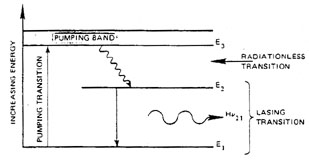 PUMPING BAND
E3
RADIATIONLESS
TRANSITION
INCREASING ENERGY
PUMPING TRANSITION
E2
Hν21
LASING
TRANSITION
E1